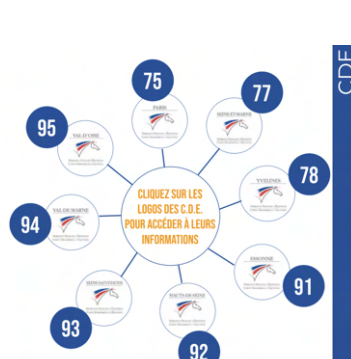 CDE
75
PARIS
77
SEINE-ET-MARNE
95
VAL D'OISE
78
YVELINES
CLIQUEZ SUR LES
LOGOS DES C.D.E.
POUR ACCÉDER À LEURS
INFORMATIONS
94
VAL-DE-MARNE
ESSONNE
91
SEINE-SAINT-DENIS
HAUTS-DE-SEINE
93
92